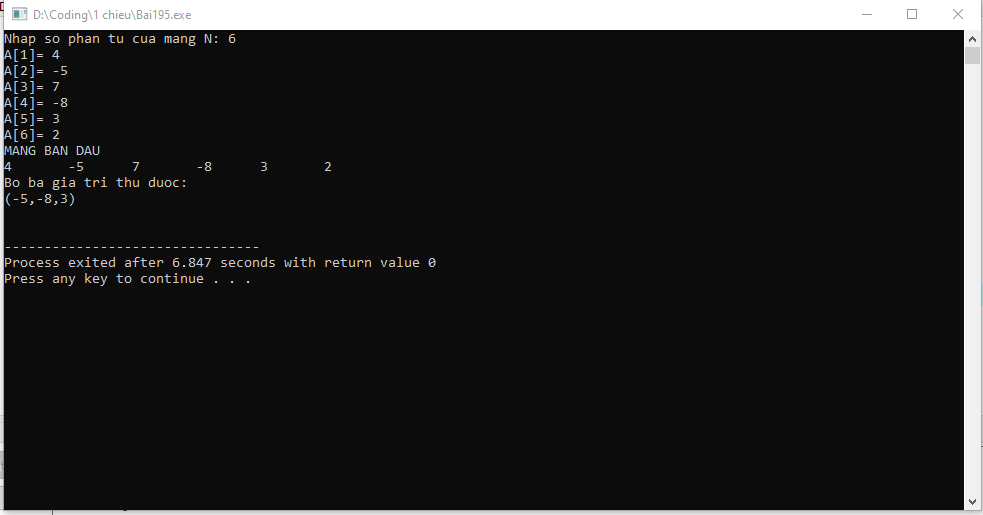 D:\Coding\1 chieu\Bai195.exe
Nhap so phan tu cua mang N: 6
A[1]= 4
A[2]= -5
A[3]= 7
A[4]= -8
A[5]= 3
A[6]= 2
MANG BAN DAU
4       -5      7       -8      3       2
Bo ba gia tri thu duoc:
(-5,-8,3)
--------------------------------
Process exited after 6.847 seconds with return value 0
Press any key to continue . . .